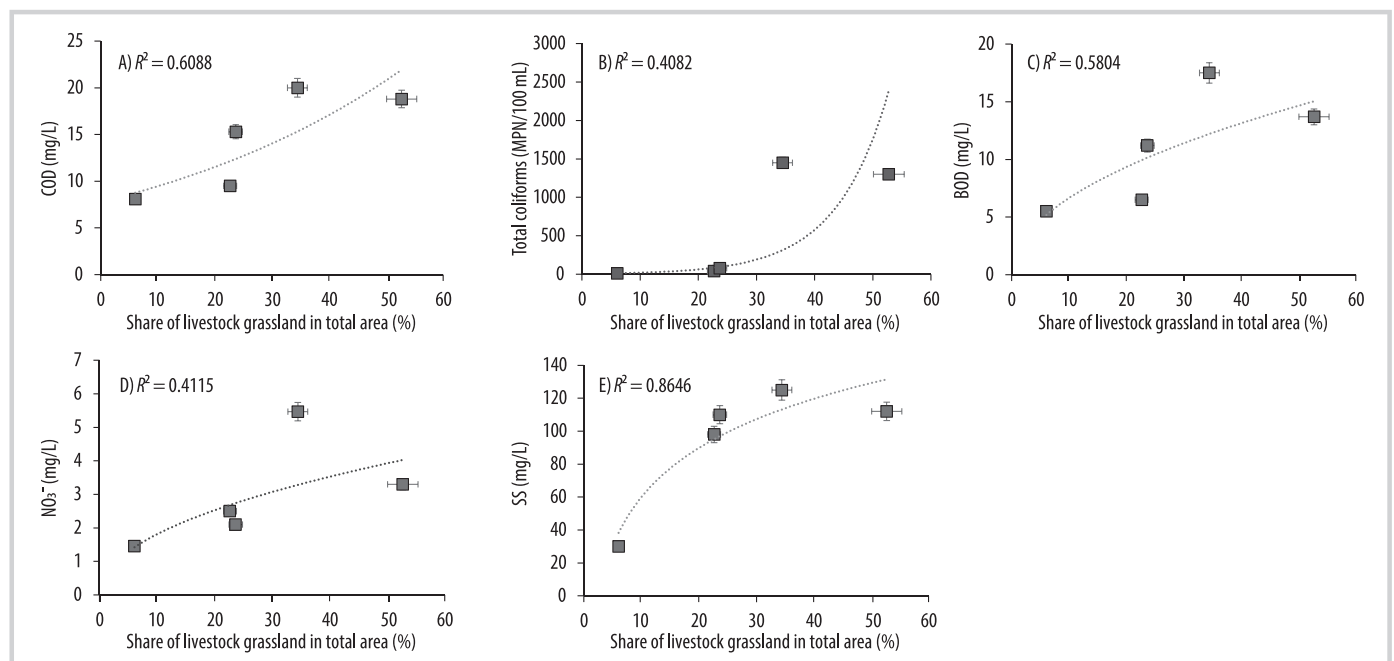 A) R² = 0.6088
COD (mg/L)
25
20
15
10
5
0
0 10 20 30 40 50 60
Share of livestock grassland in total area (%)
B) R² = 0.4082
Total coliforms (MPN/100 mL)
3000
2500
2000
1500
1000
500
0
0 10 20 30 40 50 60
Share of livestock grassland in total area (%)
C) R² = 0.5804
BOD (mg/L)
20
15
10
5
0
0 10 20 30 40 50 60
Share of livestock grassland in total area (%)
D) R² = 0.4115
NO₃⁻ (mg/L)
7
6
5
4
3
2
1
0
0 10 20 30 40 50 60
Share of livestock grassland in total area (%)
E) R² = 0.8646
SS (mg/L)
140
120
100
80
60
40
20
0
0 10 20 30 40 50 60
Share of livestock grassland in total area (%)